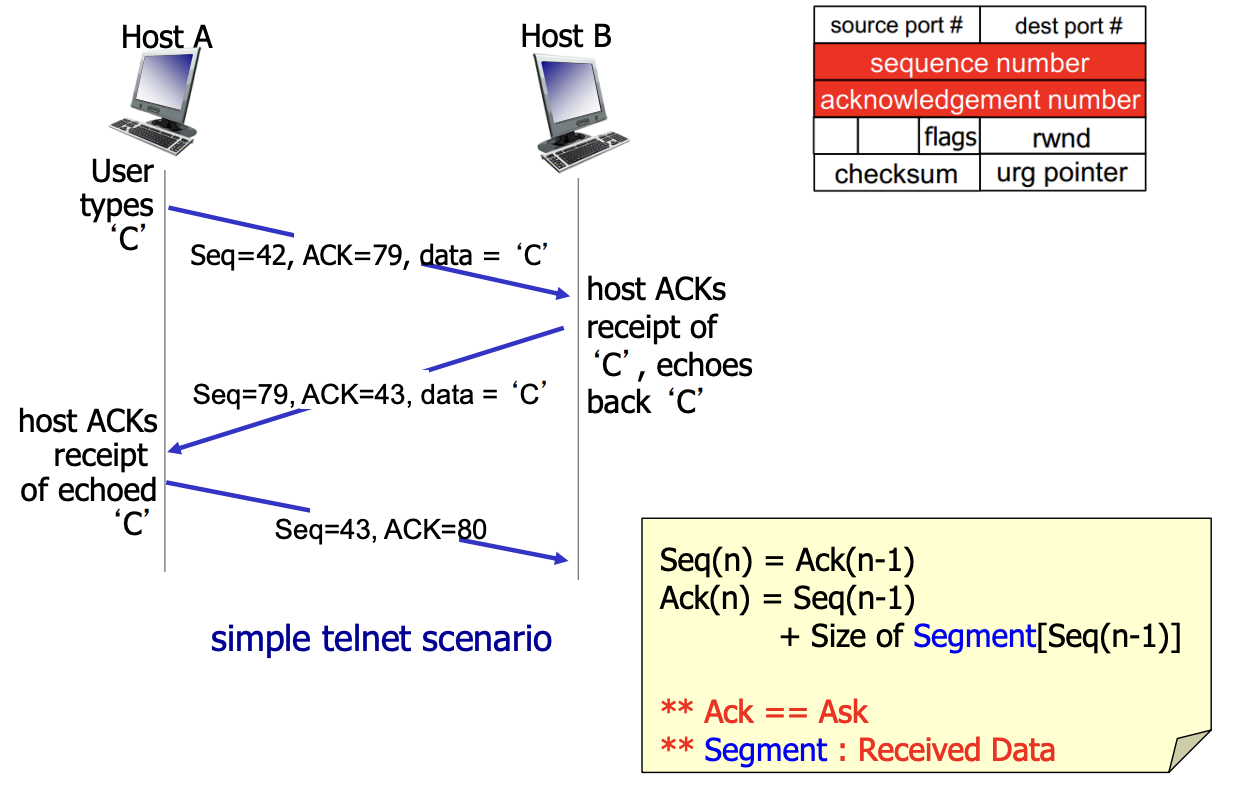 Host A
Host B
User
types
‘C’
Seq=42, ACK=79, data = ‘C’
host ACKs
receipt of
‘C’, echoes
back ‘C’
Seq=79, ACK=43, data = ‘C’
host ACKs
receipt
of echoed
‘C’
Seq=43, ACK=80
simple telnet scenario
source port # dest port #
sequence number
acknowledgement number
flags rwnd
checksum urg pointer
Seq(n) = Ack(n-1)
Ack(n) = Seq(n-1)
+ Size of Segment[Seq(n-1)]
** Ack == Ask
** Segment : Received Data